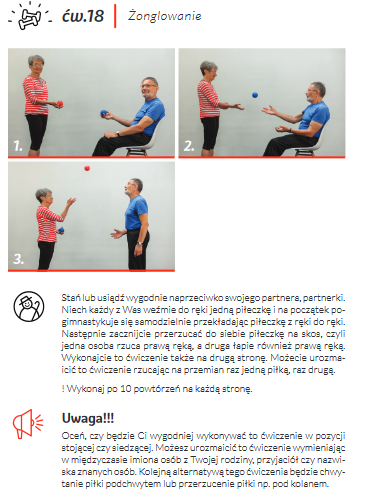 ćw.18 Żonglowanie
1. 2.
3.
Stań lub usiądź wygodnie naprzeciwko swojego partnera, partnerki.
Niech każdy z Was weźmie do ręki jedną piłeczkę i na początek po-
gimnastykuje się samodzielnie przekładając piłeczkę z ręki do ręki.
Następnie zacznijcie przerzucać do siebie piłeczkę na skos, czyli
jedna osoba rzuca prawą ręką, a druga łapie również prawą ręką.
Wykonajcie to ćwiczenie także na drugą stronę. Możecie urozma-
icić to ćwiczenie rzucając na przemian raz jedną piłką, raz drugą.
! Wykonaj po 10 powtórzeń na każdą stronę.
Uwaga!!!
Oceń, czy będzie Ci wygodniej wykonywać to ćwiczenie w pozycji
stojącej czy siedzącej. Możesz urozmaicić to ćwiczenie wymieniając
w międzyczasie imiona osób z Twojej rodziny, przyjaciół czy nazwi-
ska znanych osób. Kolejną alternatywą tego ćwiczenia będzie chwy-
tanie piłki podchwytem lub przerzucenie piłki np. pod kolanem.